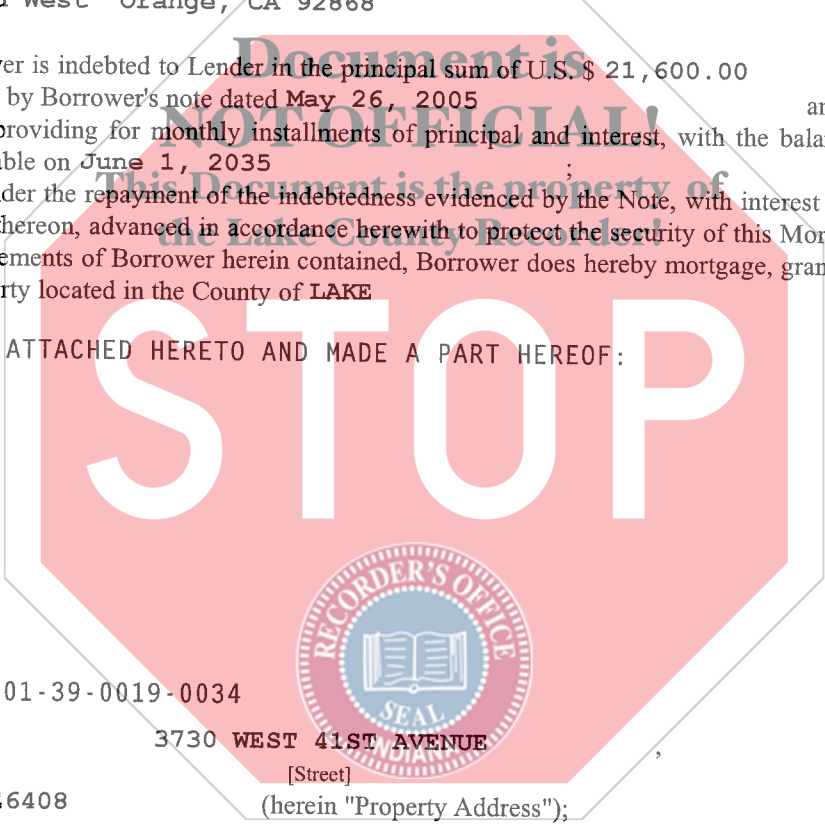 West Orange, CA 92868
Document is
er is indebted to Lender in the principal sum of U.S. $ 21,600.00
by Borrower's note dated May 26, 2005
NOT OFFICIAL!
providing for monthly installments of principal and interest, with the bala
ble on June 1, 2035 ;
This Document is the property of
der the repayment of the indebtedness evidenced by the Note, with interest
thereon, advanced in accordance herewith to protect the security of this Mor
the Lake County Recorder!
ements of Borrower herein contained, Borrower does hereby mortgage, gran
rty located in the County of LAKE
STOP
ATTACHED HERETO AND MADE A PART HEREOF:
RECORDER'S OFFICE
SEAL
INDIANA
01-39-0019-0034
3730 WEST 41ST AVENUE ,
[Street]
6408 (herein "Property Address");